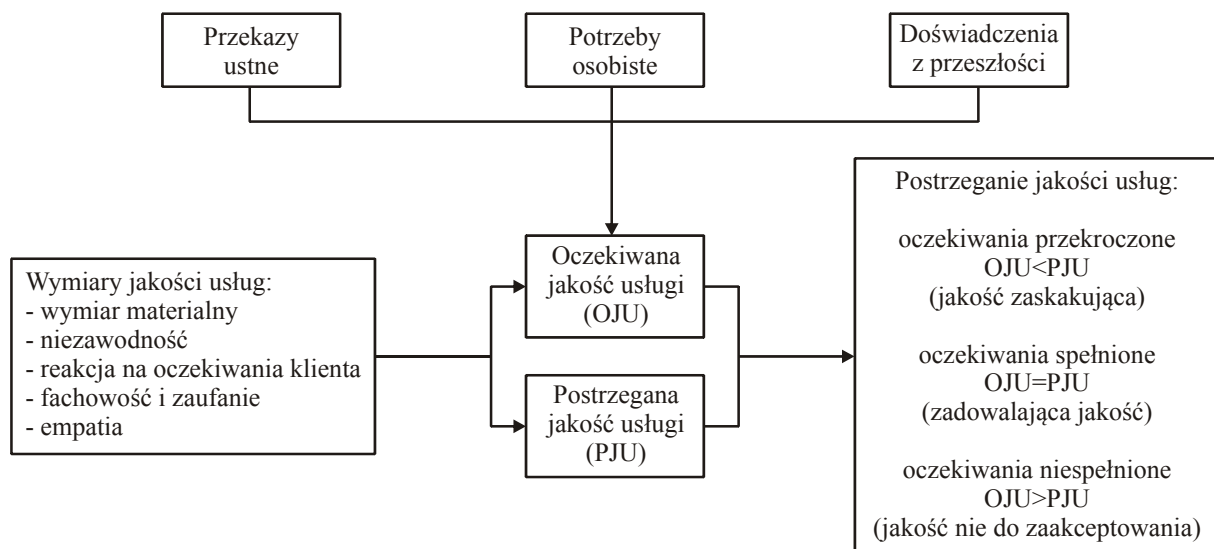 Przekazy
ustne
Potrzeby
osobiste
Doświadczenia
z przeszłości
Wymiary jakości usług:
- wymiar materialny
- niezawodność
- reakcja na oczekiwania klienta
- fachowość i zaufanie
- empatia
Oczekiwana
jakość usługi
(OJU)
Postrzegana
jakość usługi
(PJU)
Postrzeganie jakości usług:
oczekiwania przekroczone
OJU<PJU
(jakość zaskakująca)
oczekiwania spełnione
OJU=PJU
(zadowalająca jakość)
oczekiwania niespełnione
OJU>PJU
(jakość nie do zaakceptowania)